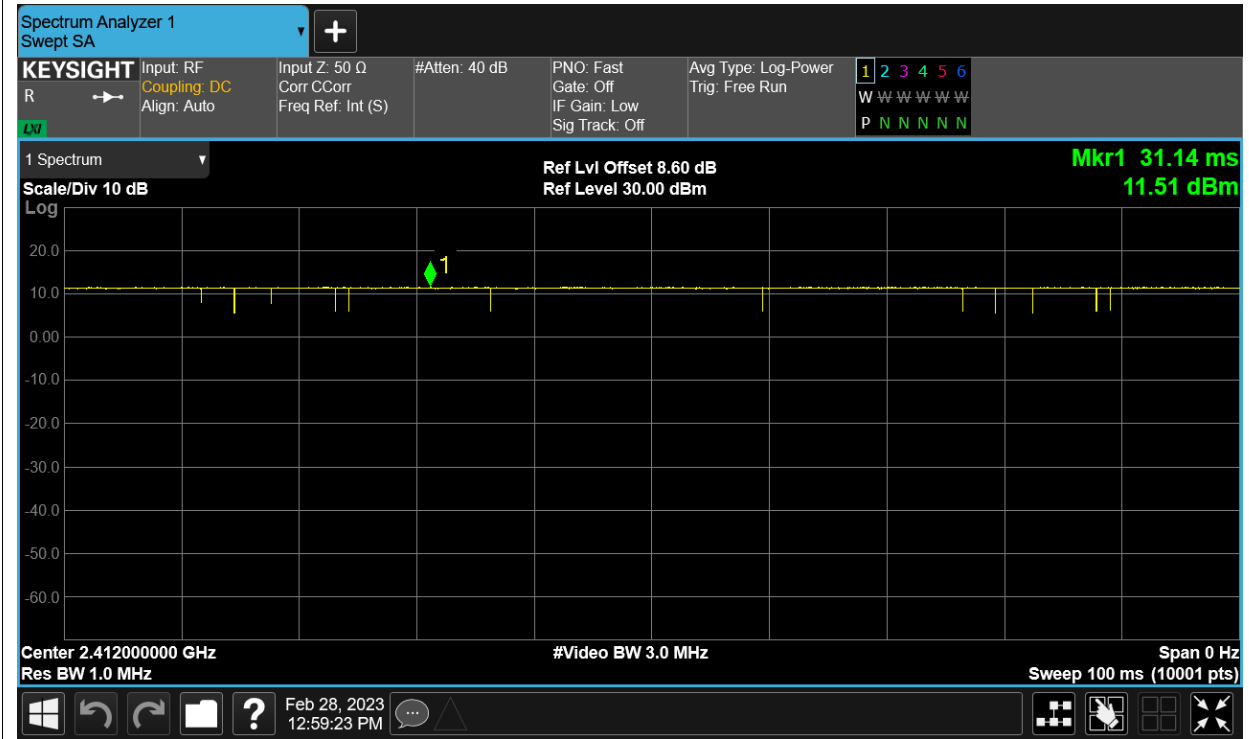 Spectrum Analyzer 1
Swept SA
KEYSIGHT
R
LXI
Input: RF
Coupling: DC
Align: Auto
Input Z: 50 Ω
Corr CCorr
Freq Ref: Int (S)
#Atten: 40 dB
PNO: Fast
Gate: Off
IF Gain: Low
Sig Track: Off
Avg Type: Log-Power
Trig: Free Run
1 2 3 4 5 6
W W W W W W
P N N N N N
1 Spectrum
Scale/Div 10 dB
Log
Ref Lvl Offset 8.60 dB
Ref Level 30.00 dBm
Mkr1 31.14 ms
11.51 dBm
1
20.0
10.0
0.00
-10.0
-20.0
-30.0
-40.0
-50.0
-60.0
Center 2.412000000 GHz
Res BW 1.0 MHz
#Video BW 3.0 MHz
Span 0 Hz
Sweep 100 ms (10001 pts)
?
Feb 28, 2023
12:59:23 PM